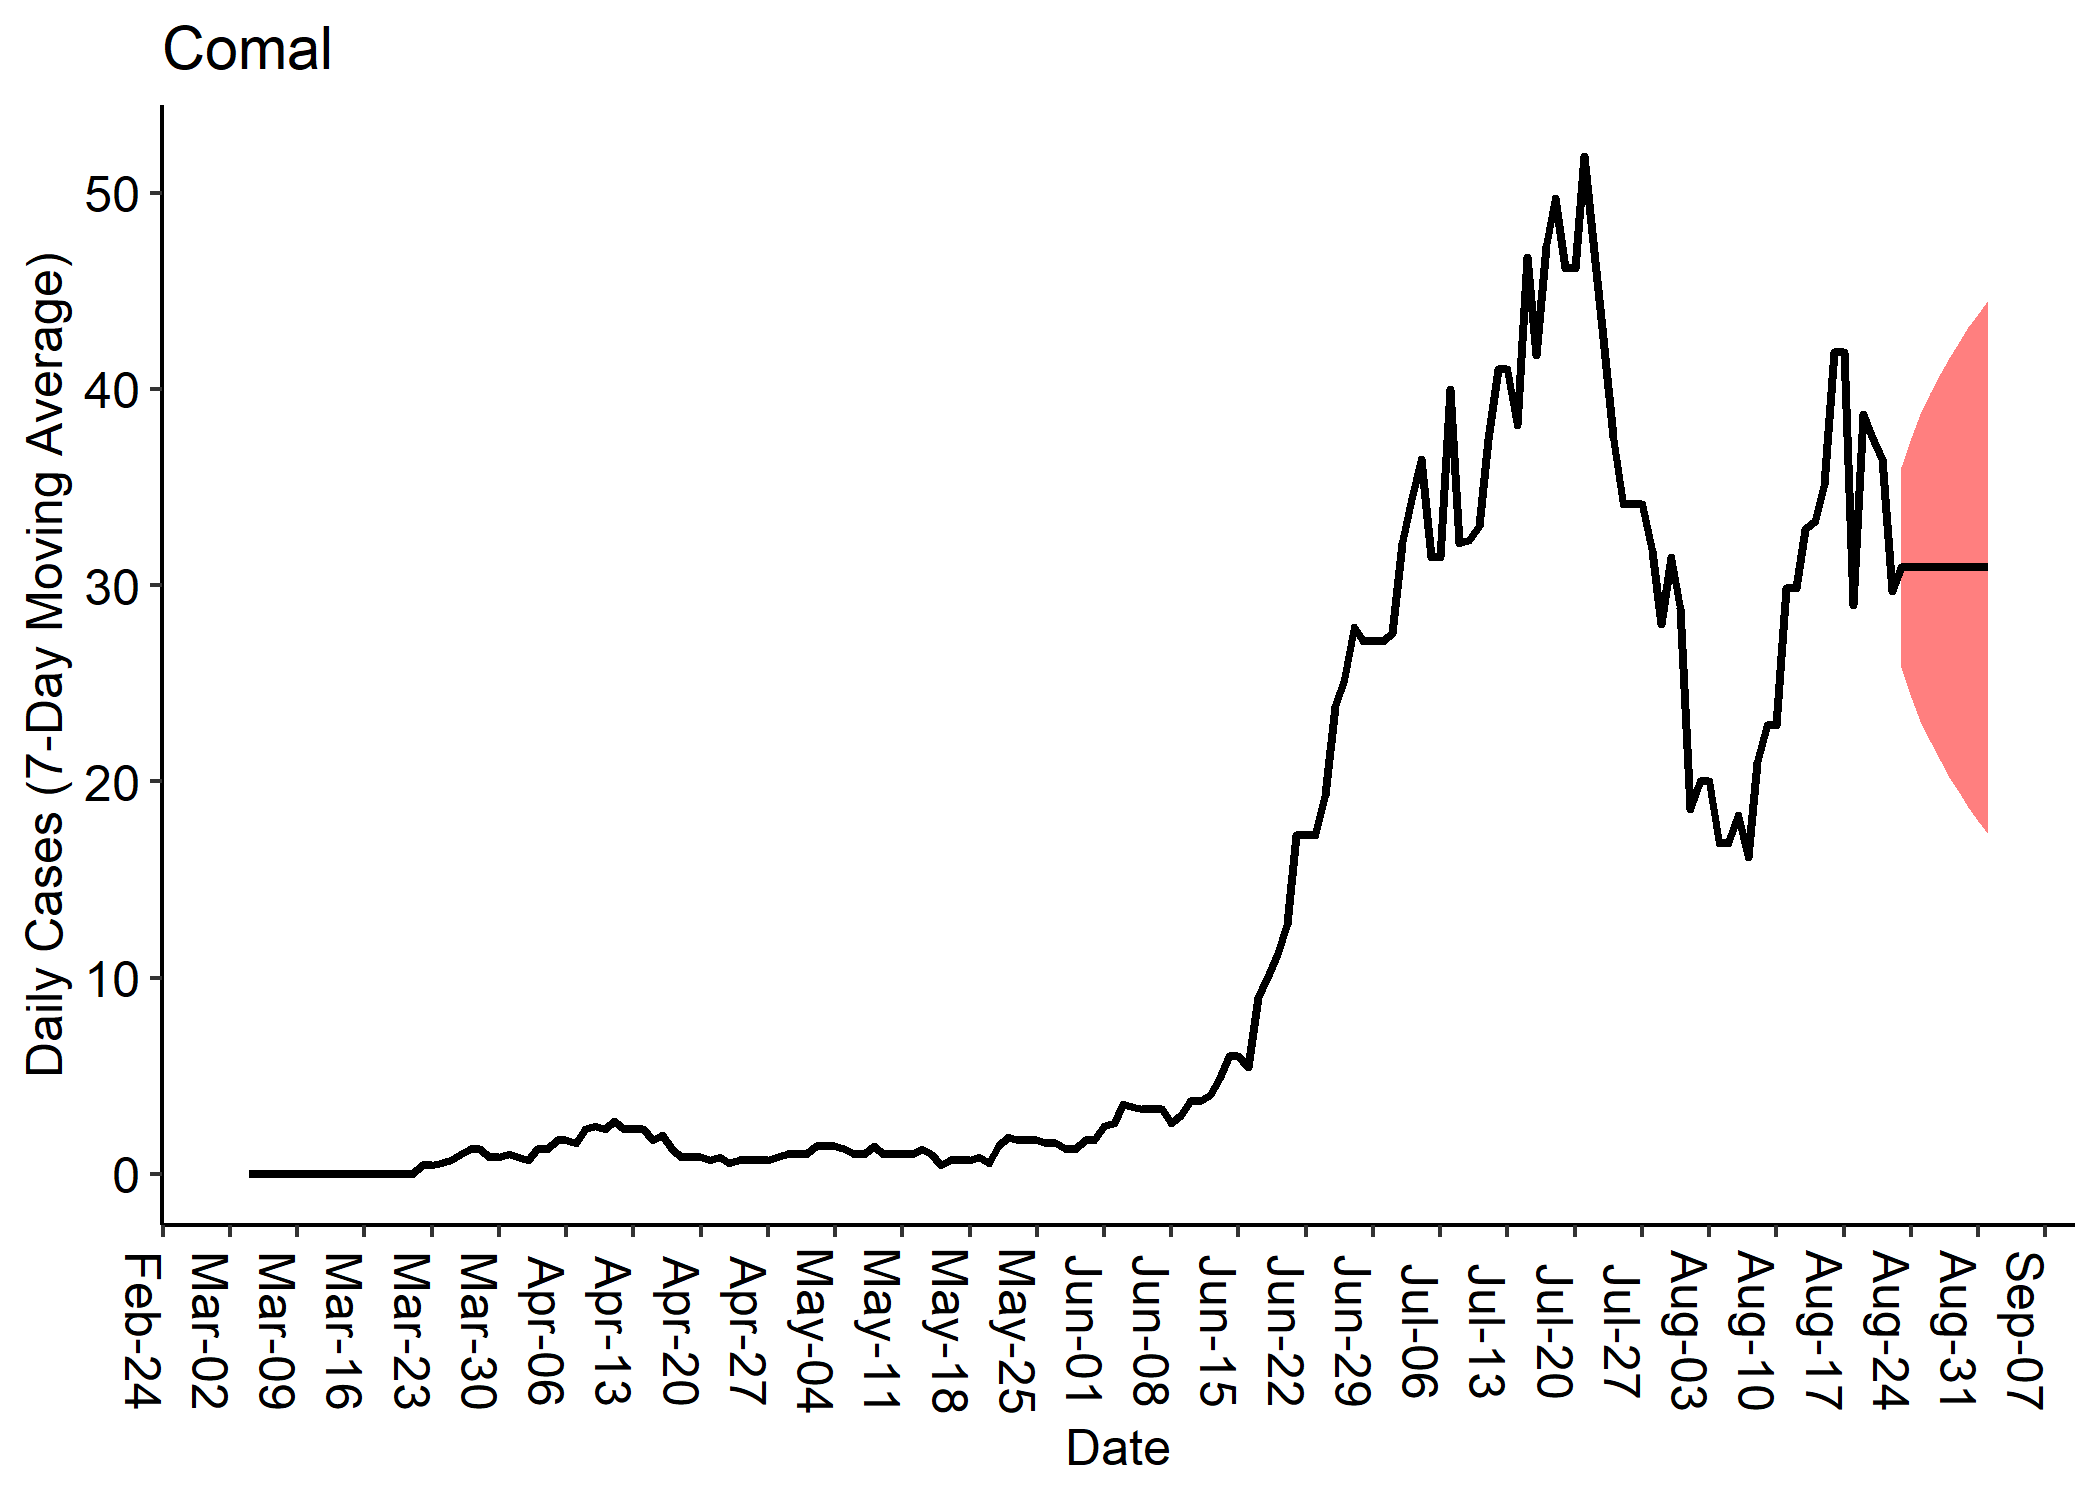 Comal
Daily Cases (7-Day Moving Average)
50
40
30
20
10
0
Feb-24
Mar-02
Mar-09
Mar-16
Mar-23
Mar-30
Apr-06
Apr-13
Apr-20
Apr-27
May-04
May-11
May-18
May-25
Jun-01
Jun-08
Jun-15
Jun-22
Jun-29
Jul-06
Jul-13
Jul-20
Jul-27
Aug-03
Aug-10
Aug-17
Aug-24
Aug-31
Sep-07
Date